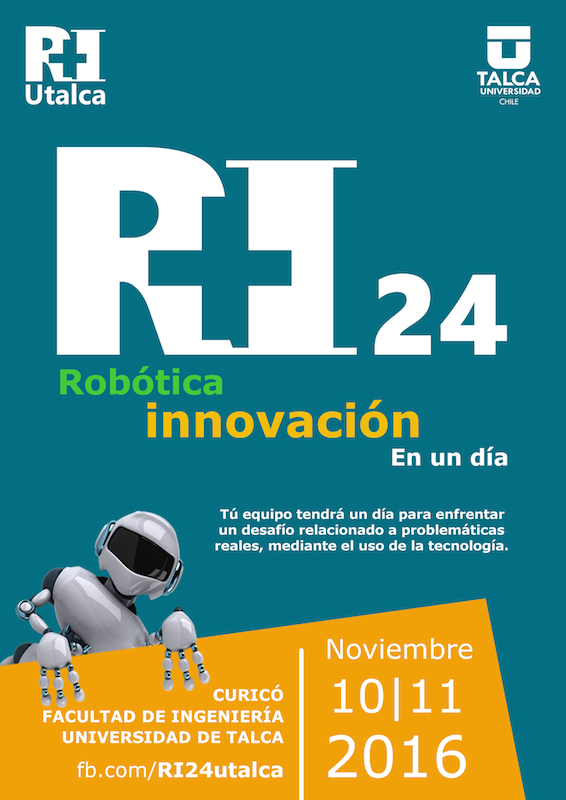 R+I
Utalca
TALCA
UNIVERSIDAD
CHILE
R+I 24
Robótica
innovación
En un día
Tú equipo tendrá un día para enfrentar
un desafío relacionado a problemáticas
reales, mediante el uso de la tecnología.
CURICÓ
FACULTAD DE INGENIERÍA
UNIVERSIDAD DE TALCA
fb.com/RI24utalca
Noviembre
10|11
2016